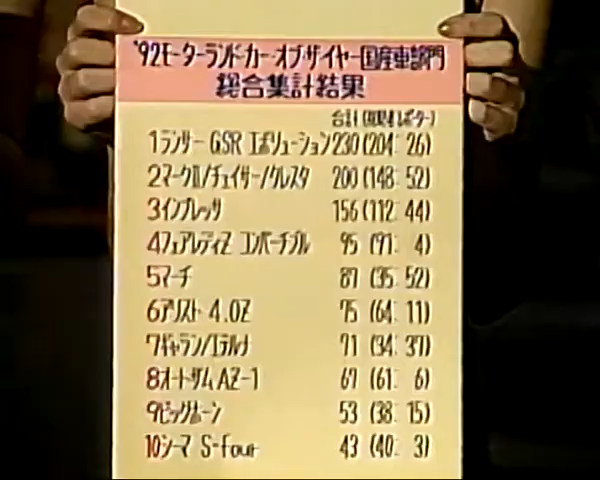 '92モーターランド・カー・オブ・ザ・イヤー国産車部門
総合集計結果
合計(視聴者:レポーター)
1ランサーGSR エボリューション230(204: 26)
2マークII/チェイサー/クレスタ 200(148: 52)
3インプレッサ 156(112: 44)
4フェアレディZ コンバーチブル 95(91: 4)
5マーチ 87(35: 52)
6アリスト 4.0Z 75(64: 11)
7ギャラン/エテルナ 71(34: 37)
8オートザムAZ-1 67(61: 6)
9ビッグホーン 53(38: 15)
10シーマ S-four 43(40: 3)